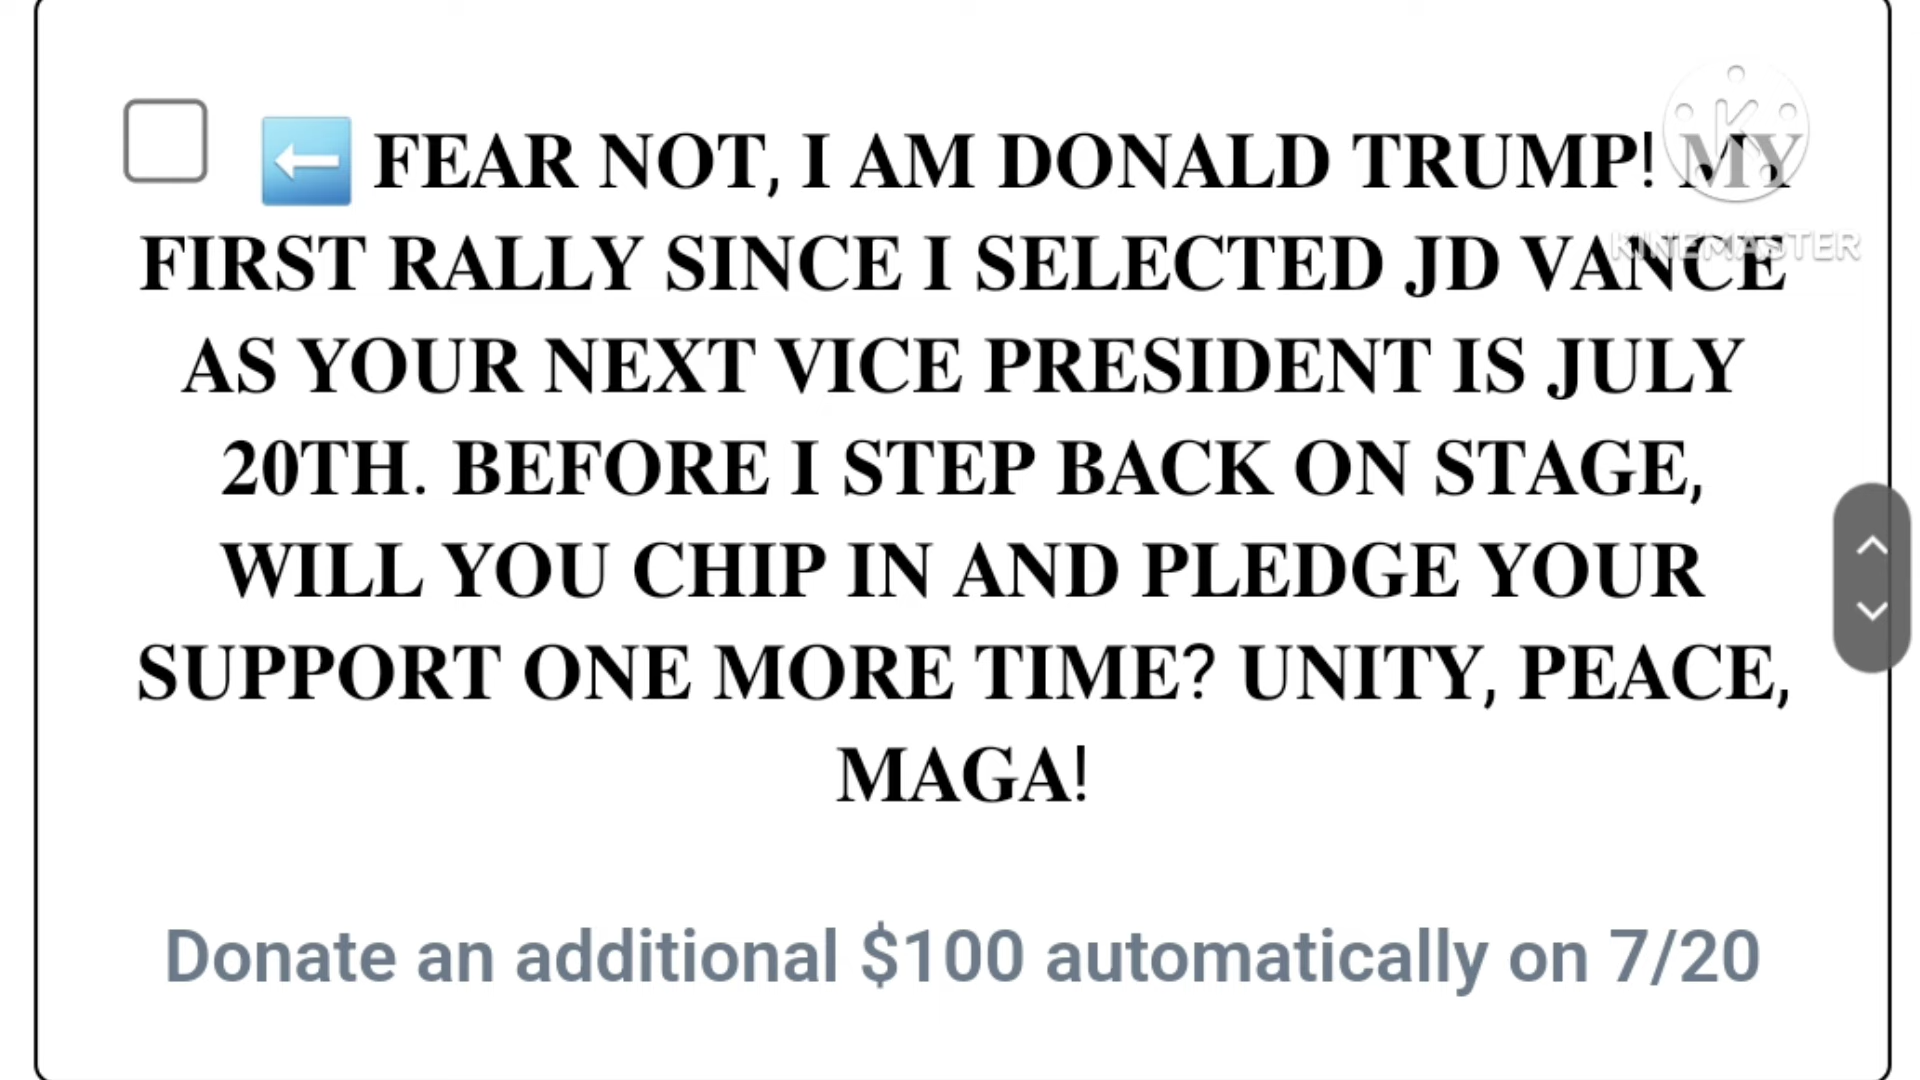 ⬅️ FEAR NOT, I AM DONALD TRUMP! MY
FIRST RALLY SINCE I SELECTED JD VANCE
AS YOUR NEXT VICE PRESIDENT IS JULY
20TH. BEFORE I STEP BACK ON STAGE,
WILL YOU CHIP IN AND PLEDGE YOUR
SUPPORT ONE MORE TIME? UNITY, PEACE,
MAGA!
Donate an additional $100 automatically on 7/20
K
KINEMASTER